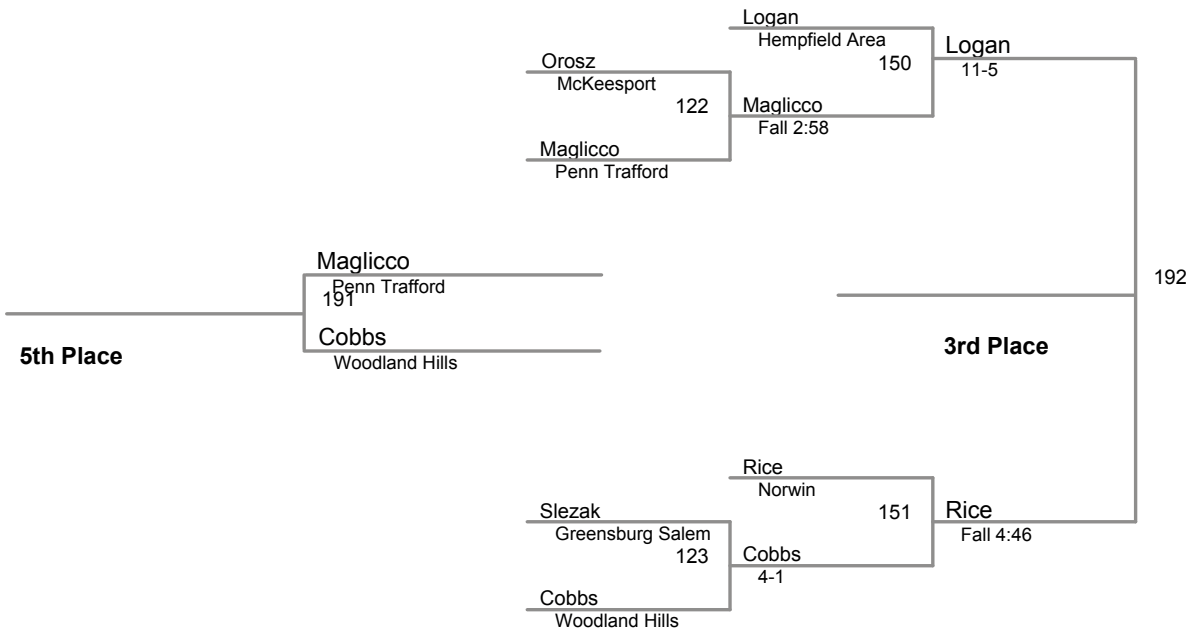 Logan
Hempfield Area
150
Logan
11-5
Orosz
McKeesport
122
Maglicco
Fall 2:58
Maglicco
Penn Trafford
Maglicco
Penn Trafford
191
192
Cobbs
Woodland Hills
5th Place
3rd Place
Rice
Norwin
151
Rice
Fall 4:46
Slezak
Greensburg Salem
123
Cobbs
4-1
Cobbs
Woodland Hills